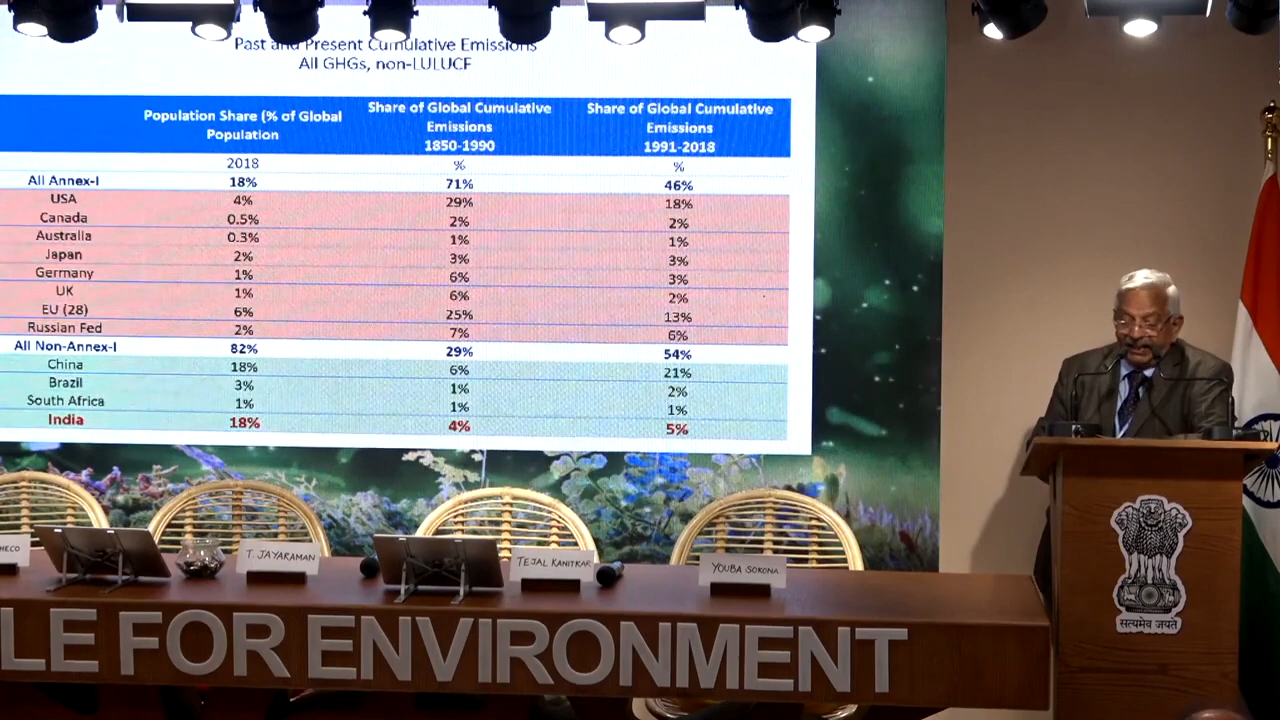 Past and Present Cumulative Emissions
All GHGs, non-LULUCF
Population Share (% of Global Population
Share of Global Cumulative Emissions 1850-1990
Share of Global Cumulative Emissions 1991-2018
2018 % %
All Annex-I 18% 71% 46%
USA 4% 29% 18%
Canada 0.5% 2% 2%
Australia 0.3% 1% 1%
Japan 2% 3% 3%
Germany 1% 6% 3%
UK 1% 6% 2%
EU (28) 6% 25% 13%
Russian Fed 2% 7% 6%
All Non-Annex-I 82% 29% 54%
China 18% 6% 21%
Brazil 3% 1% 2%
South Africa 1% 1% 1%
India 18% 4% 5%
HECO
T. JAYARAMAN
TEJAL KANITKAR
YOUBA SOKONA
LE FOR ENVIRONMENT
सत्यमेव जयते